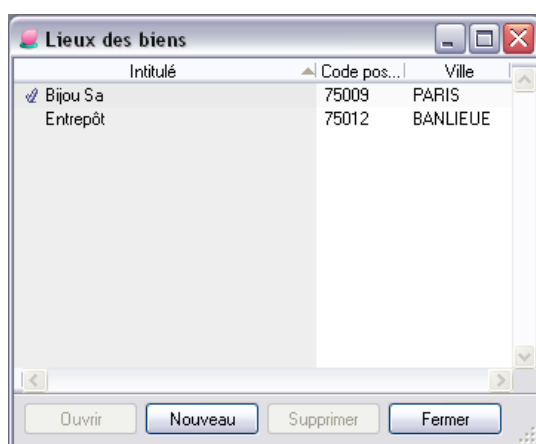 Lieux des biens
Intitulé Code pos... Ville
Bijou Sa 75009 PARIS
Entrepôt 75012 BANLIEUE
Ouvrir Nouveau Supprimer Fermer